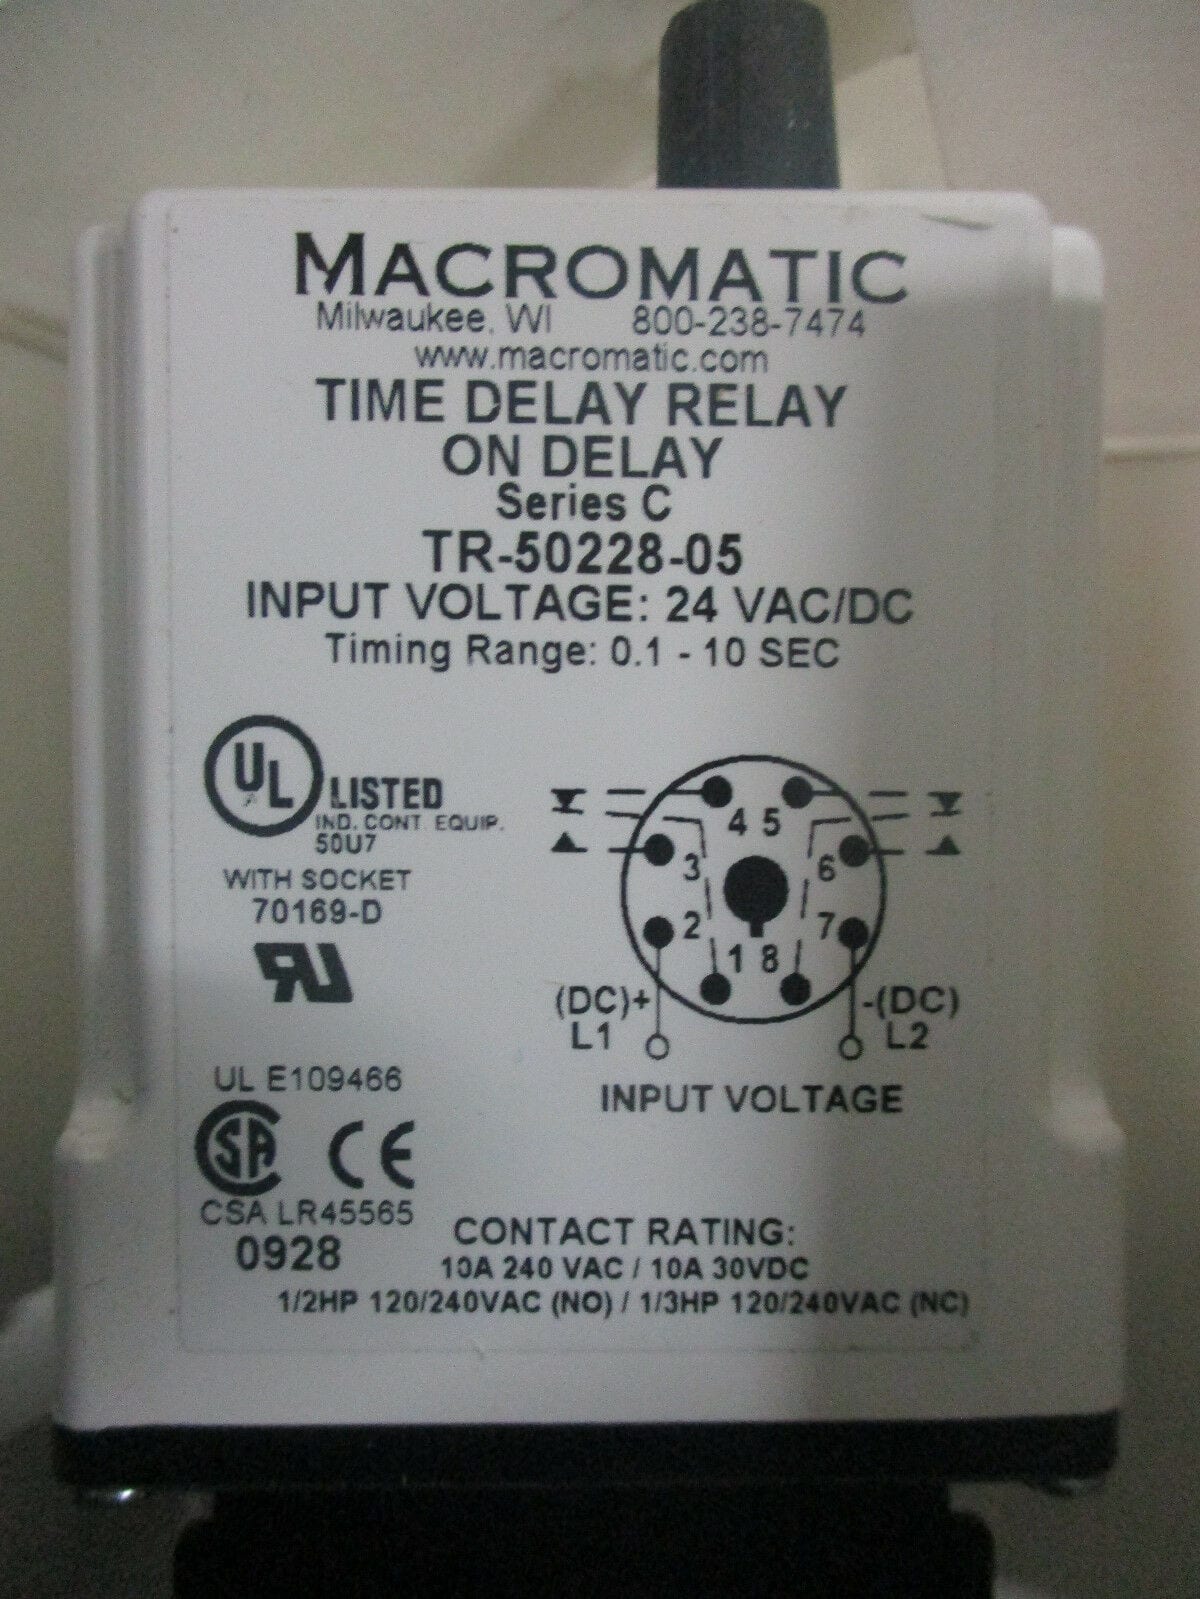 MACROMATIC
Milwaukee, WI 800-238-7474
www.macromatic.com
TIME DELAY RELAY
ON DELAY
Series C
TR-50228-05
INPUT VOLTAGE: 24 VAC/DC
Timing Range: 0.1 - 10 SEC
UL LISTED
IND. CONT. EQUIP.
50U7
WITH SOCKET
70169-D
RU
UL E109466
CSA CE
CSA LR45565
0928
4 5
3 6
2 7
1 8
(DC)+ -(DC)
L1 L2
INPUT VOLTAGE
CONTACT RATING:
10A 240 VAC / 10A 30VDC
1/2HP 120/240VAC (NO) / 1/3HP 120/240VAC (NC)